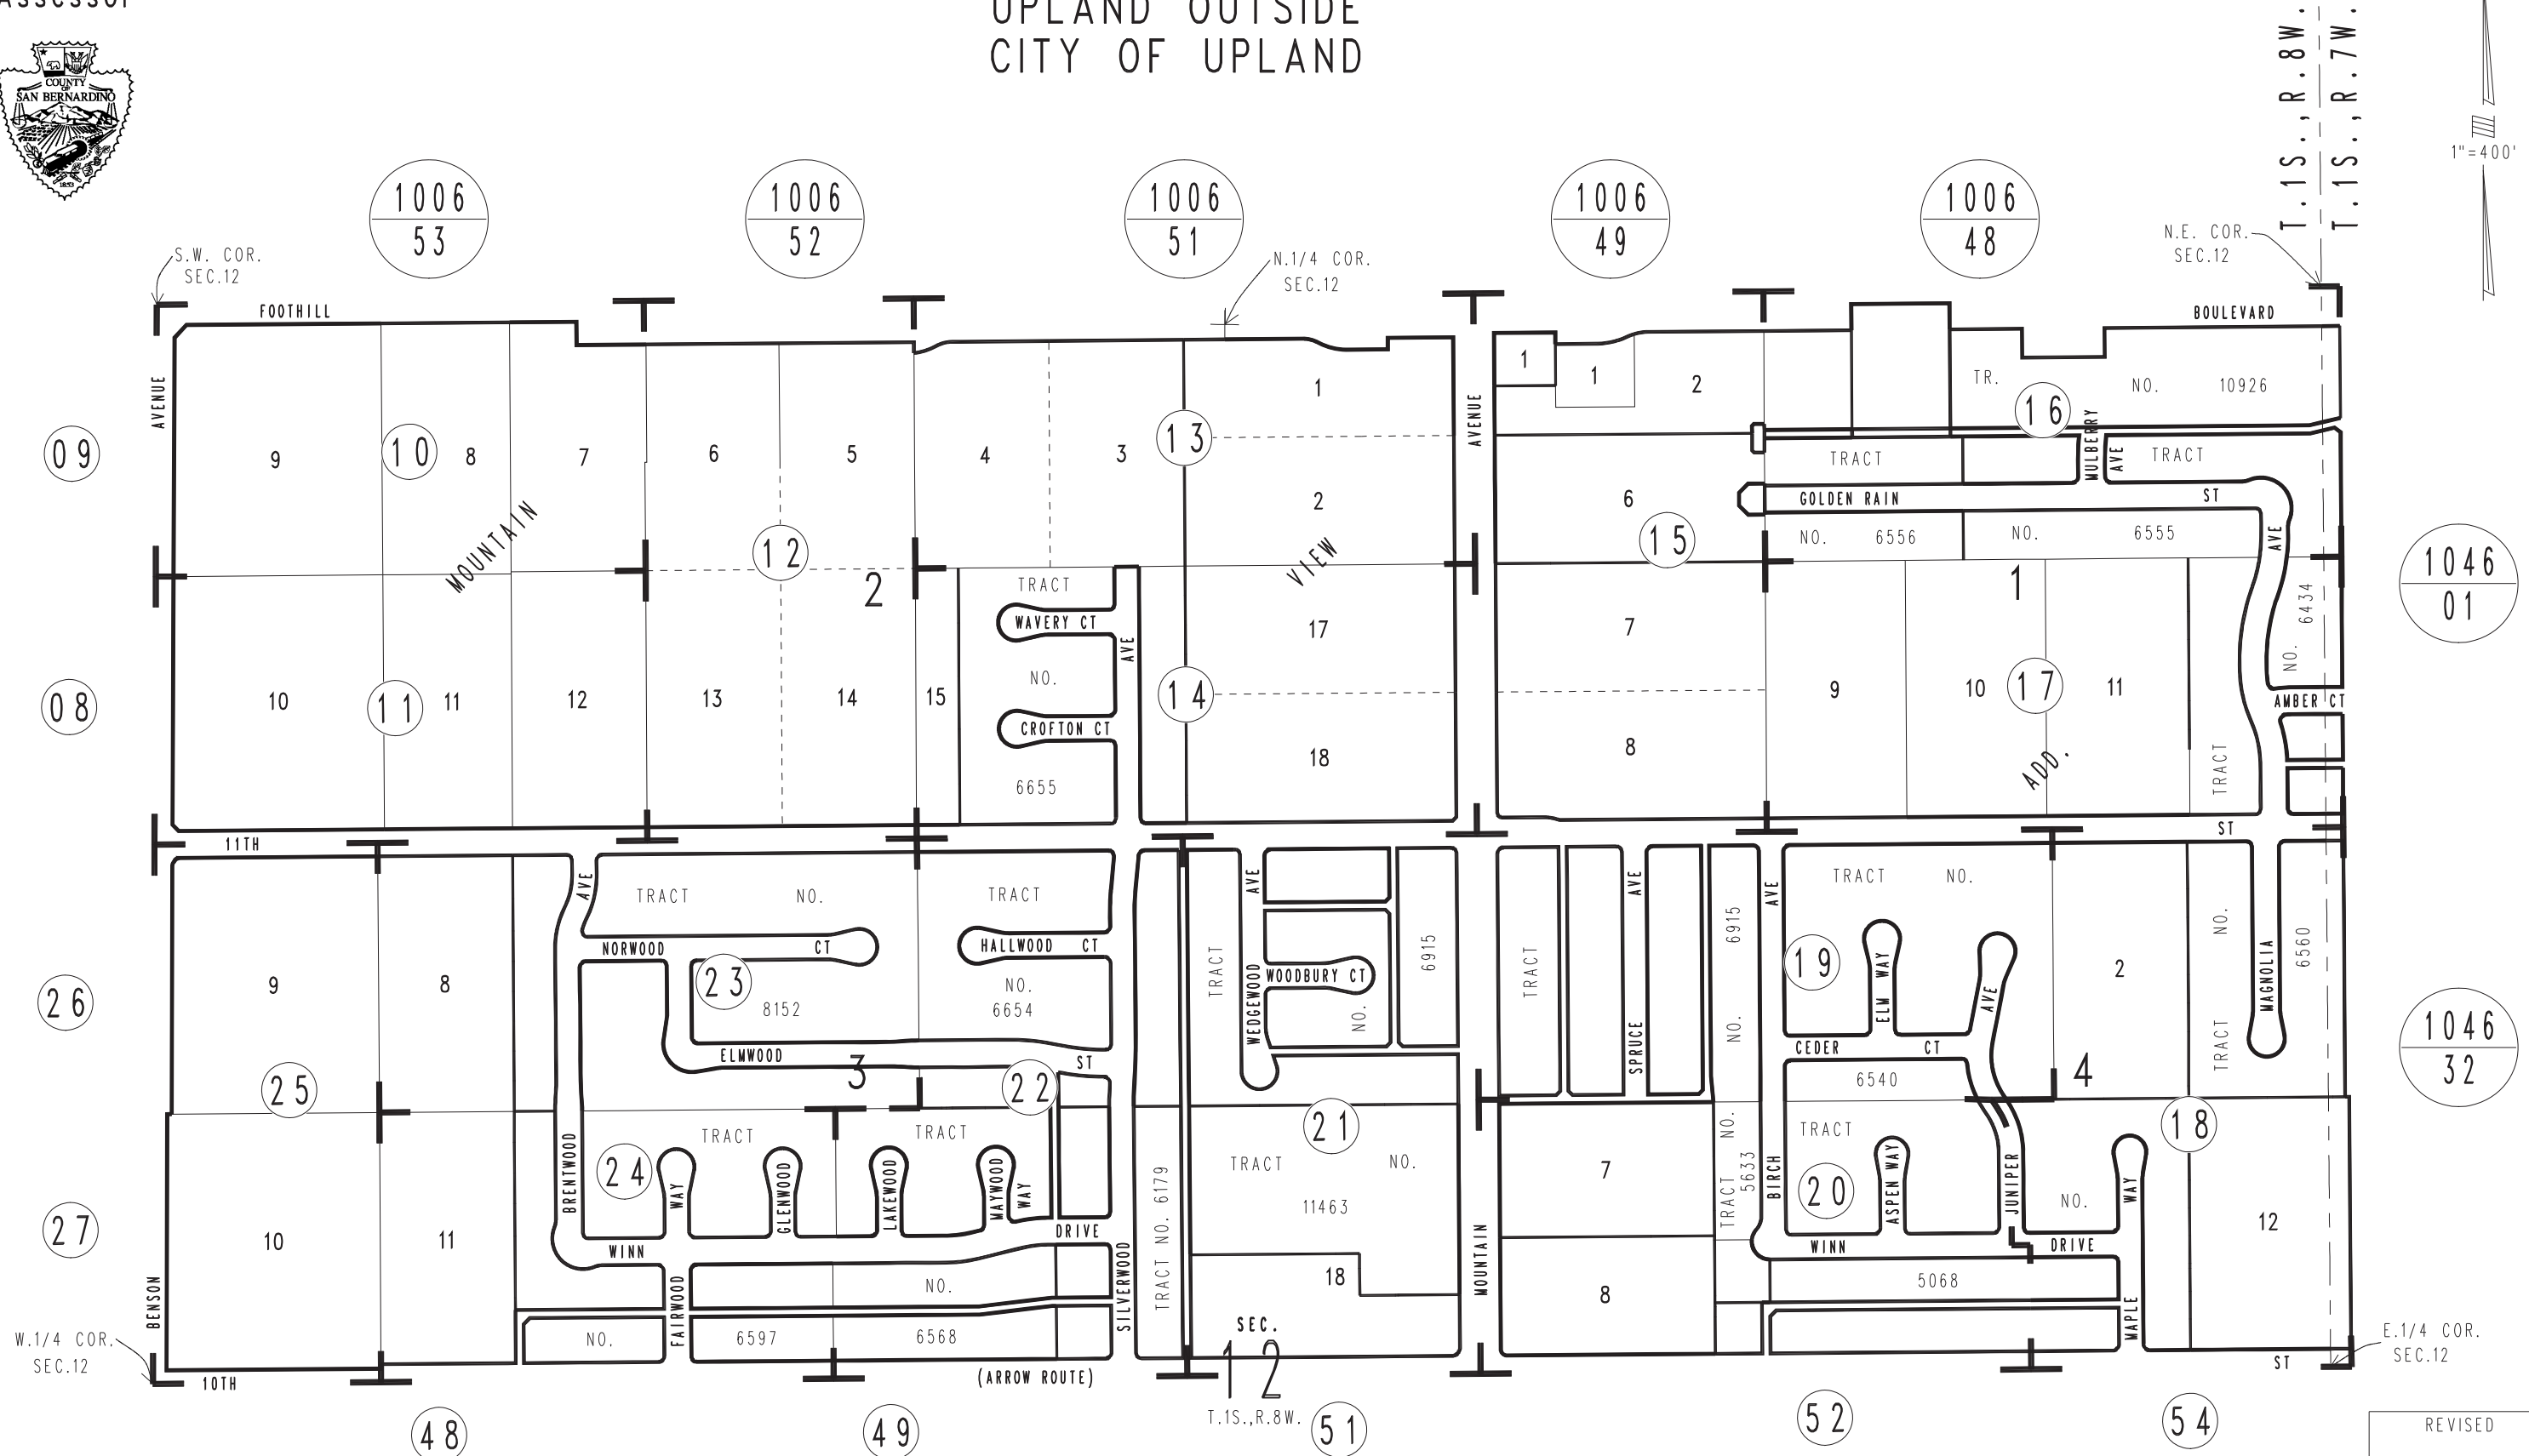 Assessor
UPLAND OUTSIDE
CITY OF UPLAND
COUNTY
OF
SAN BERNARDINO
1853
T.1S.,R.8W.
T.1S.,R.7W.
1"=400'
1006
53
1006
52
1006
51
1006
49
1006
48
S.W. COR.
SEC.12
N.1/4 COR.
SEC.12
N.E. COR.
SEC.12
FOOTHILL
BOULEVARD
AVENUE
AVENUE
09
9
10
8
7
6
5
4
3
13
1
2
1
1
2
TR.
NO. 10926
16
MULBERRY
AVE
TRACT
TRACT
GOLDEN RAIN
ST
6
15
NO. 6556
NO. 6555
AVE
MOUNTAIN
12
2
VIEW
1
1046
01
TRACT
WAVERY CT
AVE
NO.
CROFTON CT
6655
08
10
11
11
12
13
14
15
14
17
18
7
8
9
10
17
11
ADD.
TRACT
NO.
6434
AMBER CT
11TH
ST
26
9
8
AVE
TRACT NO.
NORWOOD CT
23
8152
TRACT
HALLWOOD CT
NO.
6654
ELMWOOD
ST
3
22
25
TRACT
WEDGEWOOD
AVE
WOODBURY CT
NO.
6915
TRACT
SPRUCE
AVE
6915
NO.
AVE
TRACT NO.
19
ELM WAY
AVE
CEDER CT
6540
4
2
TRACT
NO.
MAGNOLIA
6560
1046
32
27
10
11
BRENTWOOD
24
TRACT
TRACT
WAY
GLENWOOD
LAKEWOOD
MAYWOOD
WAY
WINN
DRIVE
NO.
FAIRWOOD
NO.
6597
6568
SILVERWOOD
TRACT NO. 6179
21
TRACT NO.
11463
18
MOUNTAIN
7
8
TRACT NO.
5633
BIRCH
TRACT
20
ASPEN WAY
JUNIPER
NO.
WAY
18
12
WINN
DRIVE
5068
MAPLE
BENSON
W.1/4 COR.
SEC.12
E.1/4 COR.
SEC.12
10TH
(ARROW ROUTE)
ST
SEC.
12
T.1S.,R.8W.
48
49
51
52
54
REVISED